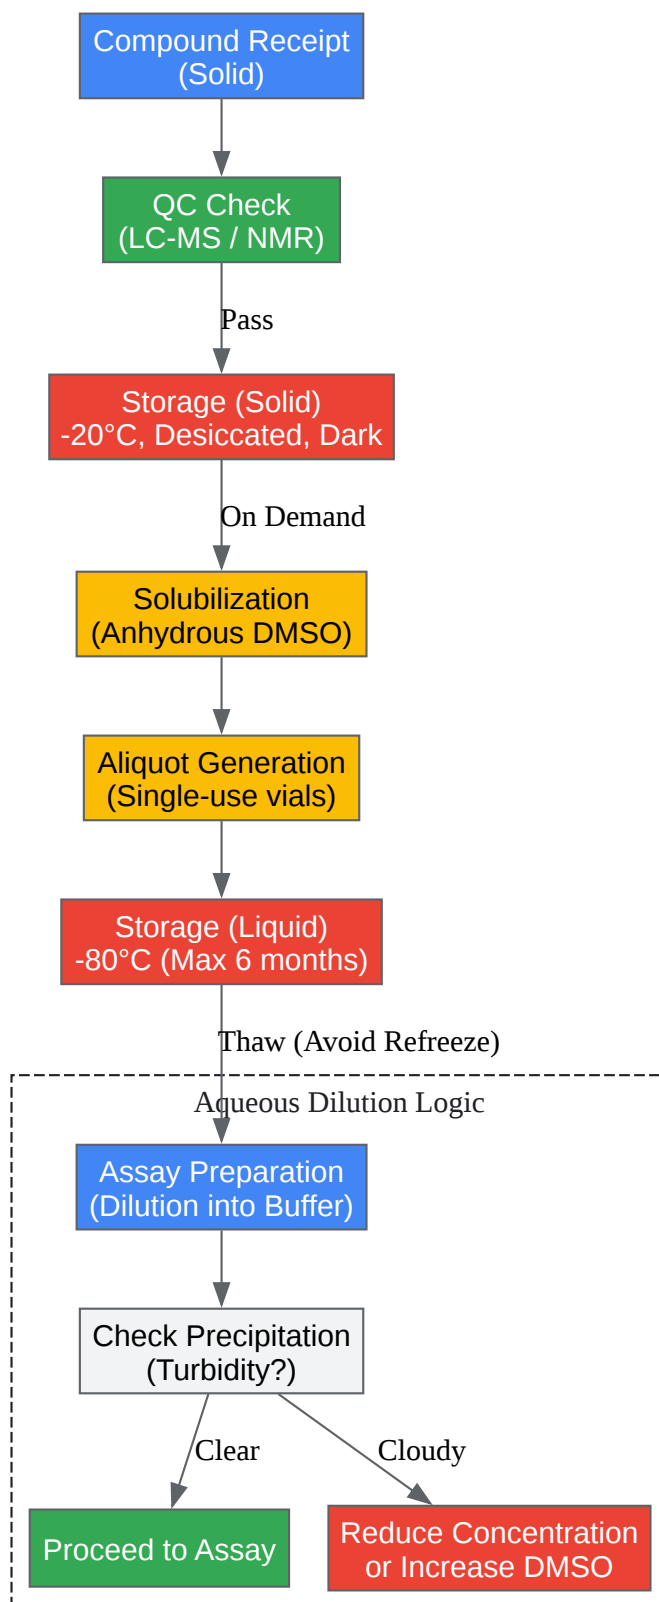 Compound Receipt
(Solid)
QC Check
(LC-MS / NMR)
Pass
Storage (Solid)
-20°C, Desiccated, Dark
On Demand
Solubilization
(Anhydrous DMSO)
Aliquot Generation
(Single-use vials)
Storage (Liquid)
-80°C (Max 6 months)
Thaw (Avoid Refreeze)
Aqueous Dilution Logic
Assay Preparation
(Dilution into Buffer)
Check Precipitation
(Turbidity?)
Clear
Cloudy
Proceed to Assay
Reduce Concentration
or Increase DMSO